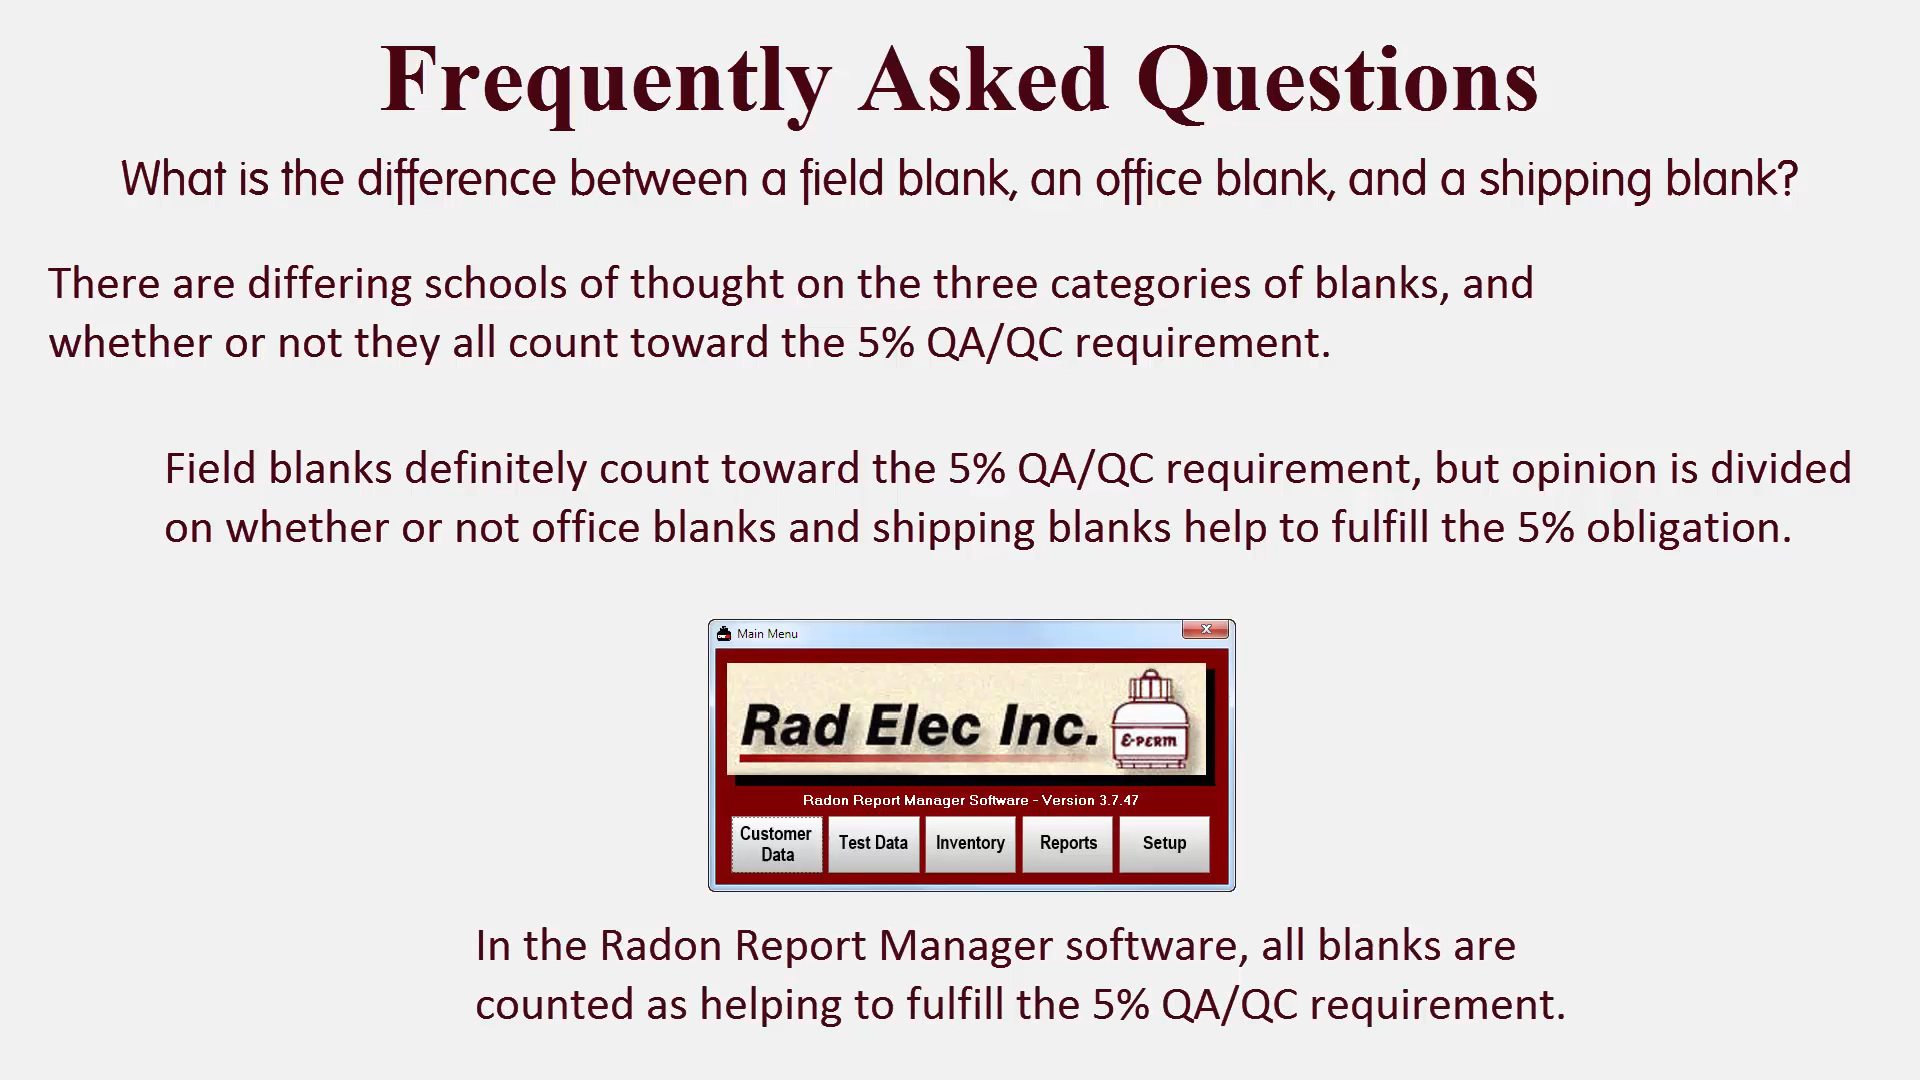 Frequently Asked Questions
What is the difference between a field blank, an office blank, and a shipping blank?
There are differing schools of thought on the three categories of blanks, and
whether or not they all count toward the 5% QA/QC requirement.
Field blanks definitely count toward the 5% QA/QC requirement, but opinion is divided
on whether or not office blanks and shipping blanks help to fulfill the 5% obligation.
Main Menu
Rad Elec Inc.
E-PERM
Radon Report Manager Software - Version 3.7.47
Customer
Data
Test Data
Inventory
Reports
Setup
In the Radon Report Manager software, all blanks are
counted as helping to fulfill the 5% QA/QC requirement.